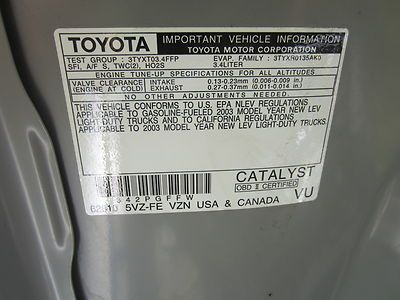 TOYOTA IMPORTANT VEHICLE INFORMATION
TOYOTA MOTOR CORPORATION
TEST GROUP : 3TYXT03.4FFP EVAP. FAMILY : 3TYXR0135AK0
SFI, A/F S, TWC(2), HO2S 3.4LITER
ENGINE TUNE-UP SPECIFICATIONS FOR ALL ALTITUDES
VALVE CLEARANCE INTAKE 0.13-0.23mm (0.006-0.009 in.)
(ENGINE AT COLD) EXHAUST 0.27-0.37mm (0.011-0.014 in.)
NO OTHER ADJUSTMENTS NEEDED.
THIS VEHICLE CONFORMS TO U.S. EPA NLEV REGULATIONS
APPLICABLE TO GASOLINE-FUELED 2003 MODEL YEAR NEW LEV
LIGHT-DUTY TRUCKS AND TO CALIFORNIA REGULATIONS
APPLICABLE TO 2003 MODEL YEAR NEW LEV LIGHT-DUTY TRUCKS.
CATALYST
OBD II CERTIFIED
342PGFFW
5VZ-FE VZN USA & CANADA VU